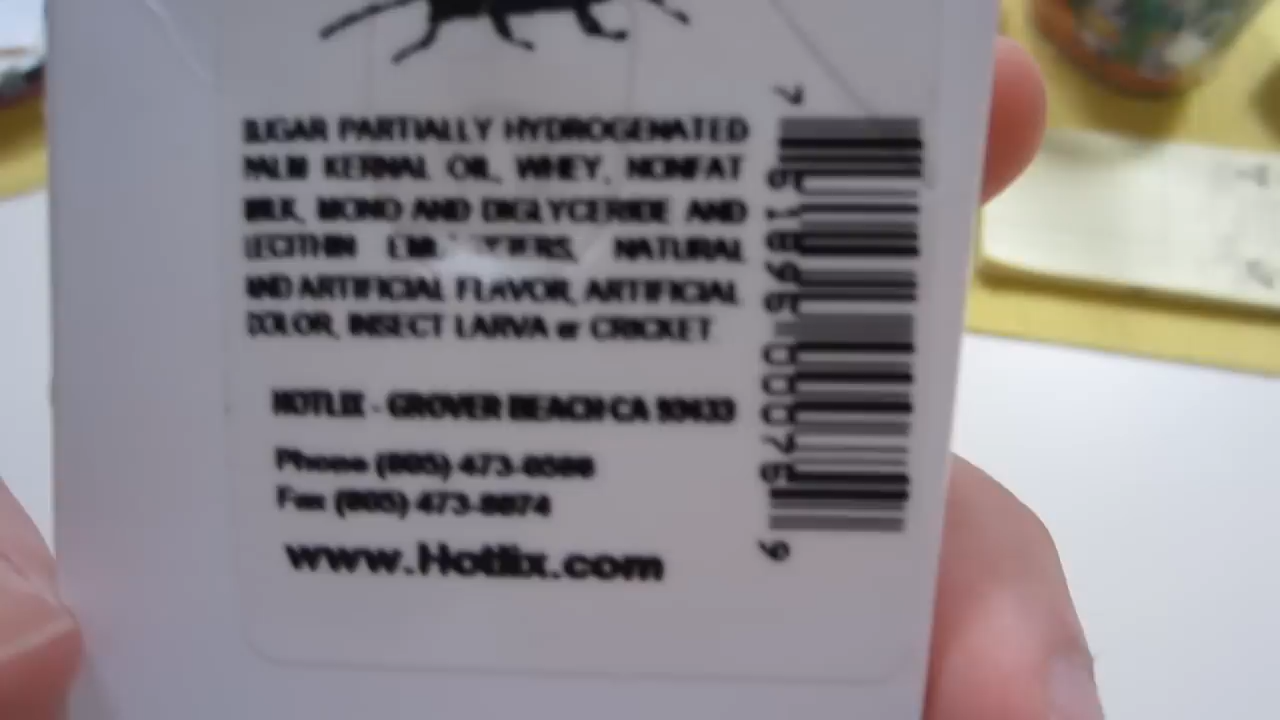 SUGAR PARTIALLY HYDROGENATED
PALM KERNAL OIL, WHEY, NONFAT
MILK, MONO AND DIGLYCERIDE AND
LECITHIN EMULSIFIERS, NATURAL
AND ARTIFICIAL FLAVOR, ARTIFICIAL
COLOR, INSECT LARVA or CRICKET
HOTLIX - GROVER BEACH CA 93433
Phone (805) 473-0596
Fax (805) 473-9074
www.Hotlix.com